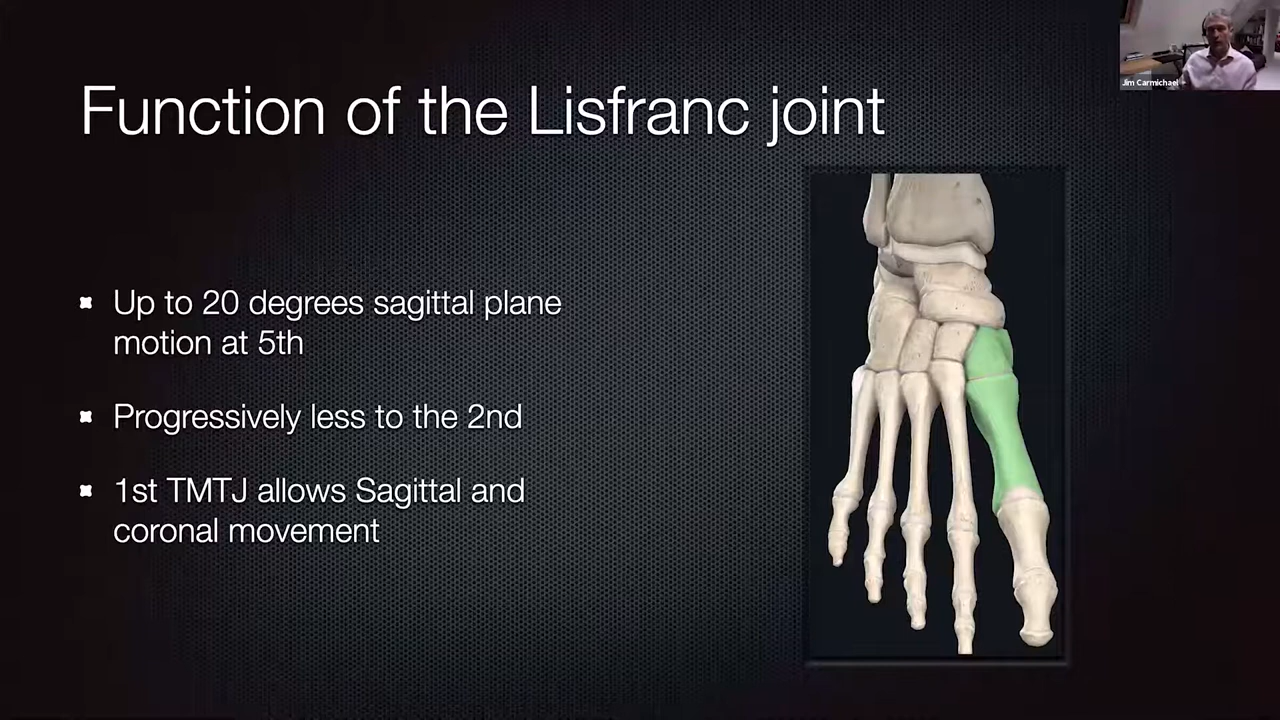 Jim Carmichael
Function of the Lisfranc joint
Up to 20 degrees sagittal plane
motion at 5th
Progressively less to the 2nd
1st TMTJ allows Sagittal and
coronal movement